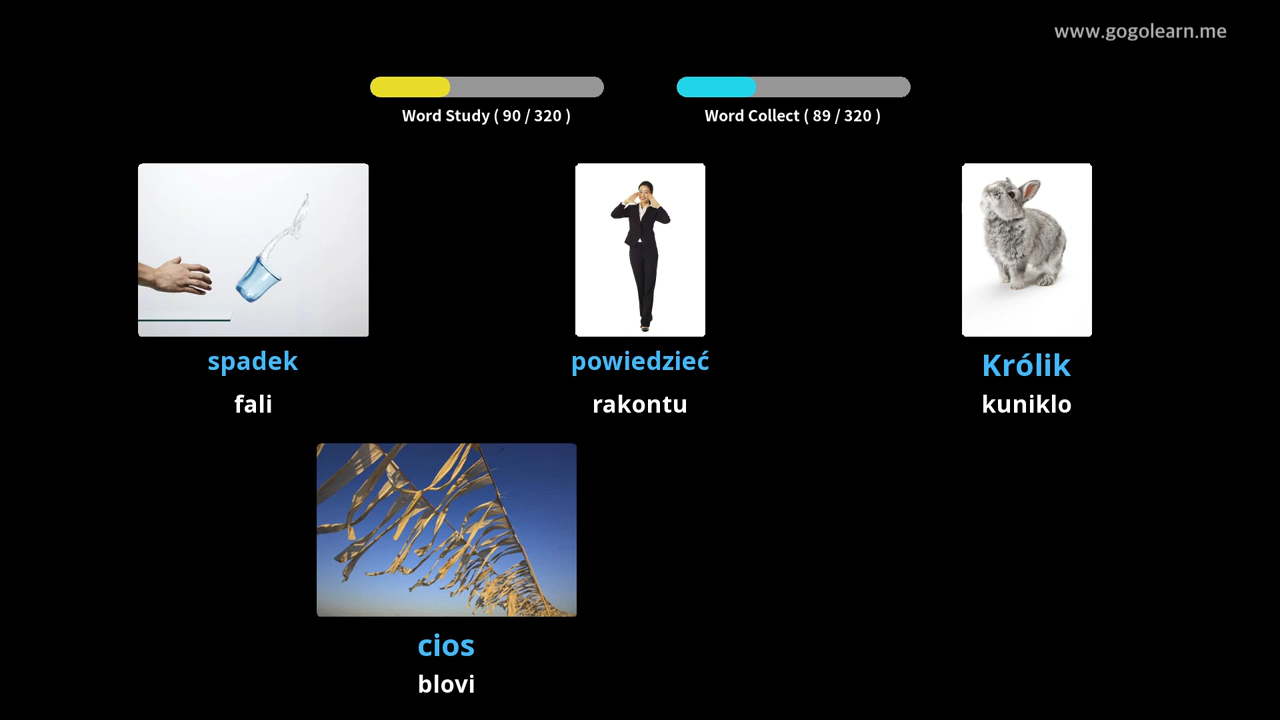 www.gogolearn.me
Word Study ( 90 / 320 )
Word Collect ( 89 / 320 )
spadek
powiedzieć
Królik
fali
rakontu
kuniklo
cios
blovi